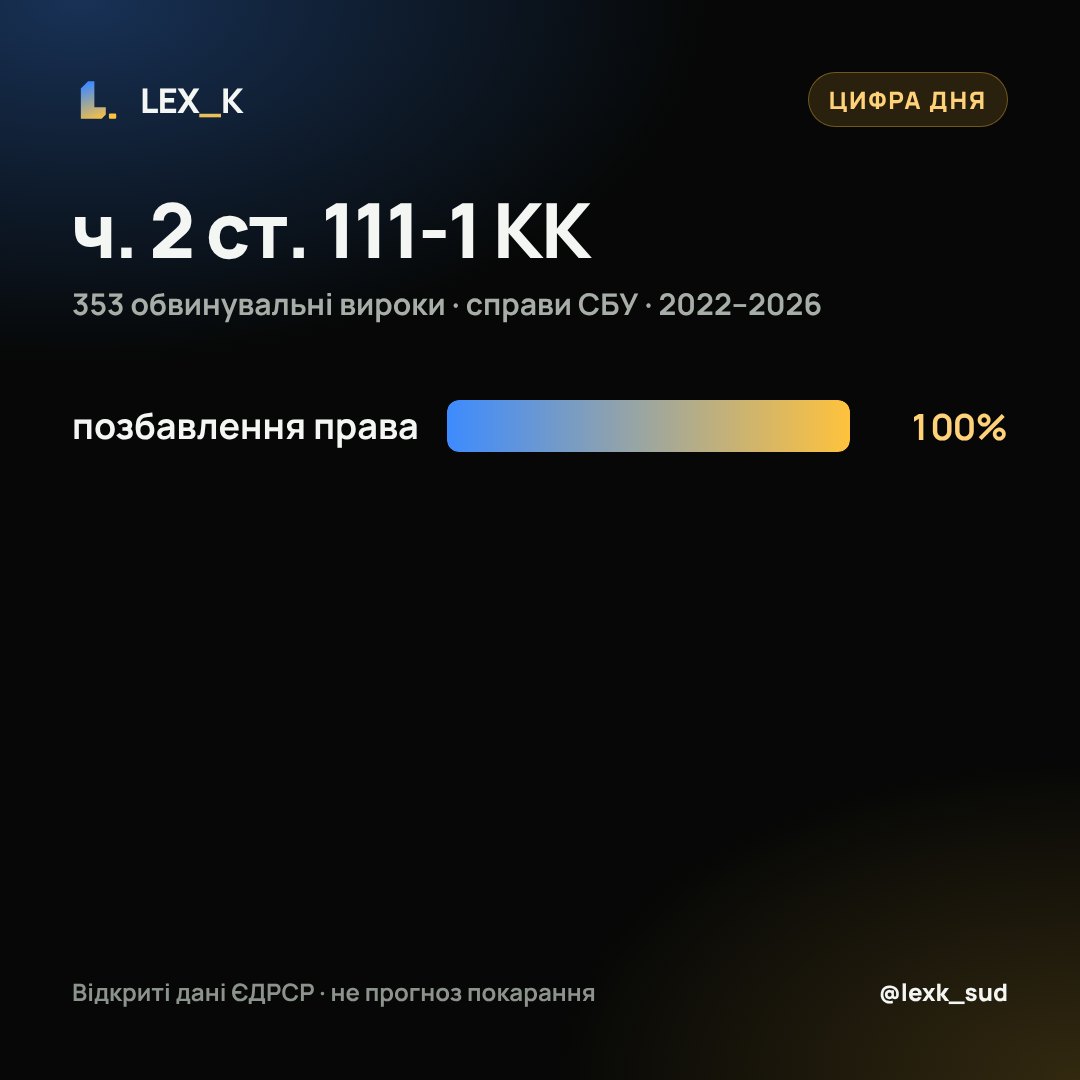 L. LEX_K
ЦИФРА ДНЯ
ч. 2 ст. 111-1 КК
353 обвинувальні вироки · справи СБУ · 2022–2026
позбавлення права 100%
Відкриті дані ЄДРСР · не прогноз покарання
@lexk_sud